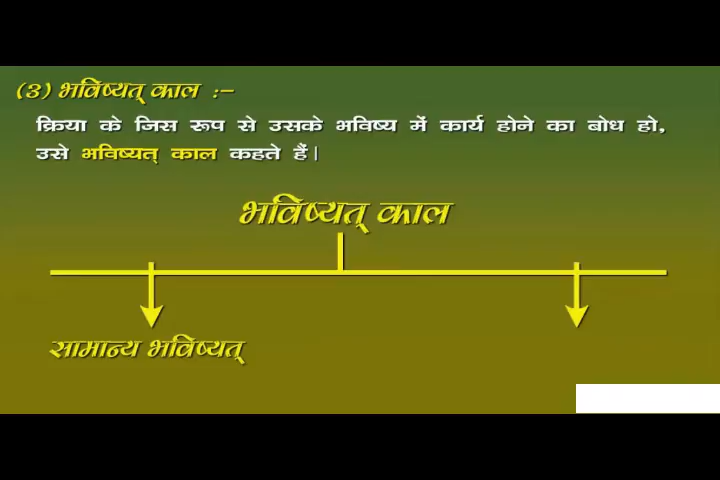 (3) भविष्यत् काल :-
क्रिया के जिस रूप से उसके भविष्य में कार्य होने का बोध हो,
उसे भविष्यत् काल कहते हैं।
भविष्यत् काल
सामान्य भविष्यत्